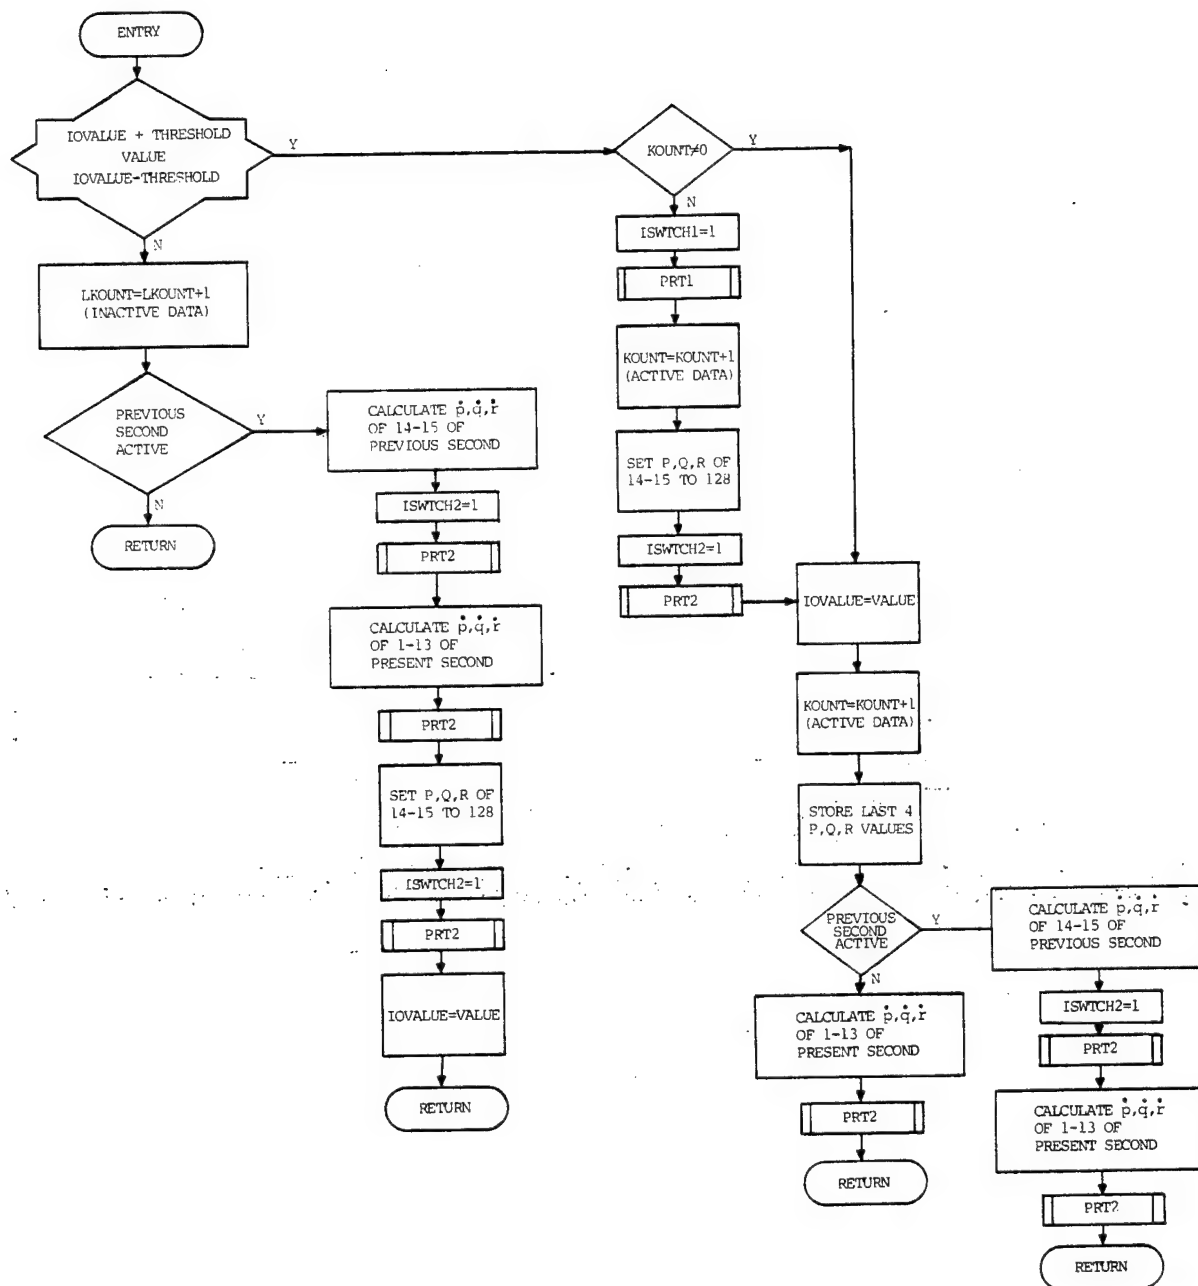 ENTRY
IOVALUE + THRESHOLD
VALUE
IOVALUE-THRESHOLD
Y
N
LKOUNT=LKOUNT+1
(INACTIVE DATA)
PREVIOUS
SECOND
ACTIVE
Y
N
RETURN
CALCULATE ṗ,q̇,ṙ
OF 14-15 OF
PREVIOUS SECOND
ISWTCH2=1
PRT2
CALCULATE ṗ,q̇,ṙ
OF 1-13 OF
PRESENT SECOND
PRT2
SET P,Q,R OF
14-15 TO 128
ISWTCH2=1
PRT2
IOVALUE=VALUE
RETURN
KOUNT≠0
Y
N
ISWTCH1=1
PRT1
KOUNT=KOUNT+1
(ACTIVE DATA)
SET P,Q,R OF
14-15 TO 128
ISWTCH2=1
PRT2
IOVALUE=VALUE
KOUNT=KOUNT+1
(ACTIVE DATA)
STORE LAST 4
P,Q,R VALUES
PREVIOUS
SECOND
ACTIVE
Y
N
CALCULATE ṗ,q̇,ṙ
OF 1-13 OF
PRESENT SECOND
PRT2
RETURN
CALCULATE ṗ,q̇,ṙ
OF 14-15 OF
PREVIOUS SECOND
ISWTCH2=1
PRT2
CALCULATE ṗ,q̇,ṙ
OF 1-13 OF
PRESENT SECOND
PRT2
RETURN